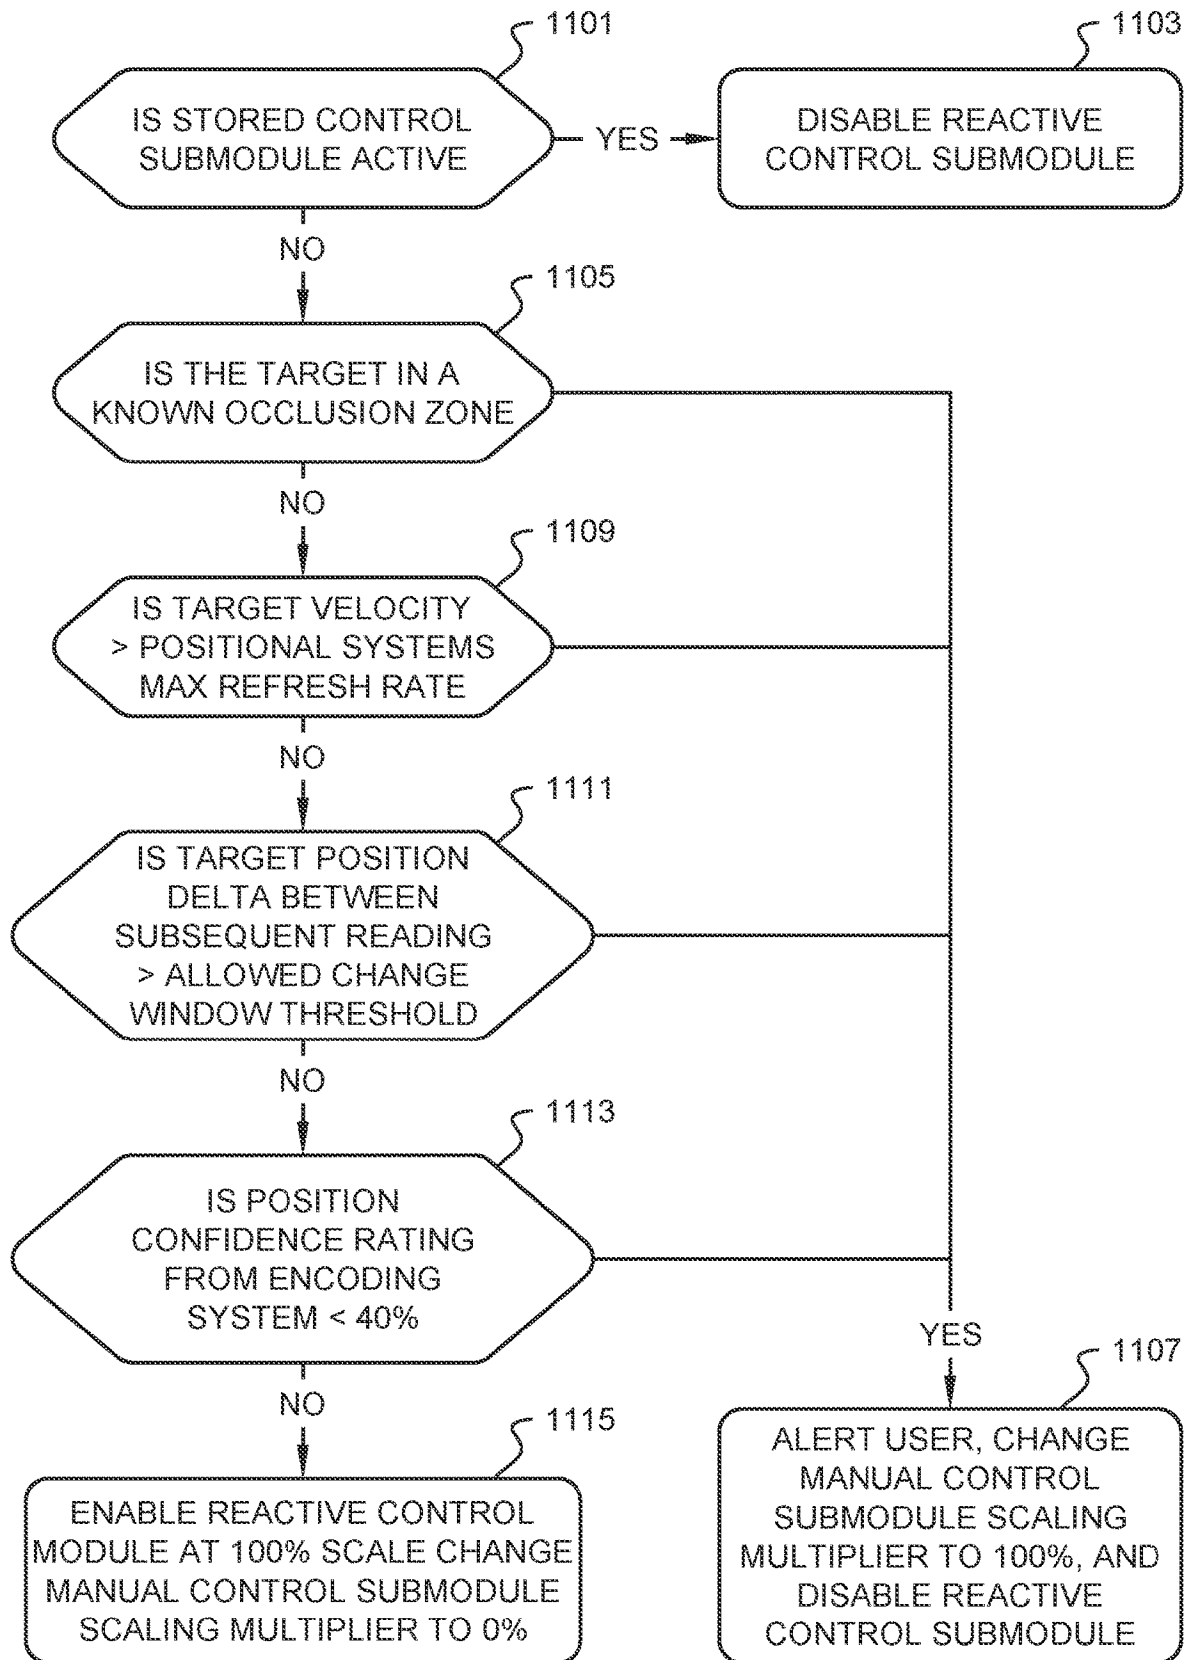 1101
IS STORED CONTROL
SUBMODULE ACTIVE
YES
1103
DISABLE REACTIVE
CONTROL SUBMODULE
NO
1105
IS THE TARGET IN A
KNOWN OCCLUSION ZONE
NO
1109
IS TARGET VELOCITY
> POSITIONAL SYSTEMS
MAX REFRESH RATE
NO
1111
IS TARGET POSITION
DELTA BETWEEN
SUBSEQUENT READING
> ALLOWED CHANGE
WINDOW THRESHOLD
NO
1113
IS POSITION
CONFIDENCE RATING
FROM ENCODING
SYSTEM < 40%
NO
1115
ENABLE REACTIVE CONTROL
MODULE AT 100% SCALE CHANGE
MANUAL CONTROL SUBMODULE
SCALING MULTIPLIER TO 0%
YES
1107
ALERT USER, CHANGE
MANUAL CONTROL
SUBMODULE SCALING
MULTIPLIER TO 100%, AND
DISABLE REACTIVE
CONTROL SUBMODULE